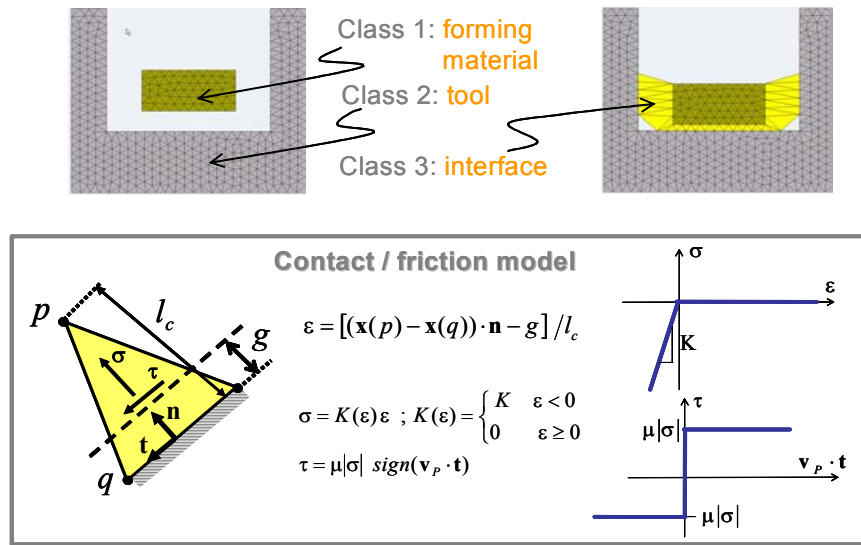 Class 1: forming
material
Class 2: tool
Class 3: interface
Contact / friction model
p
l_c
g
σ
τ
n
t
q
ε = [(x(p) − x(q)) · n − g] / l_c
σ = K(ε) ε ; K(ε) = { K ε < 0
0 ε ≥ 0
τ = μ|σ| sign(v_P · t)
σ
ε
K
τ
μ|σ|
v_P · t
μ|σ|